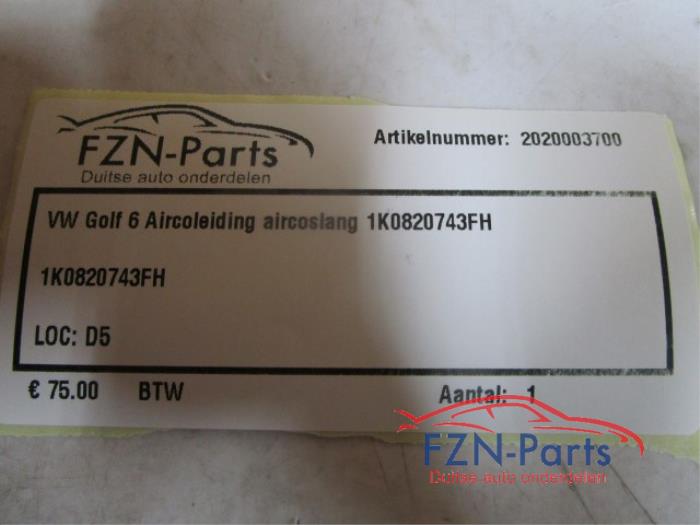 FZN-Parts
Duitse auto onderdelen
Artikelnummer: 2020003700
VW Golf 6 Aircoleiding aircoslang 1K0820743FH
1K0820743FH
LOC: D5
€ 75.00 BTW Aantal: 1
FZN-Parts
Duitse auto onderdelen